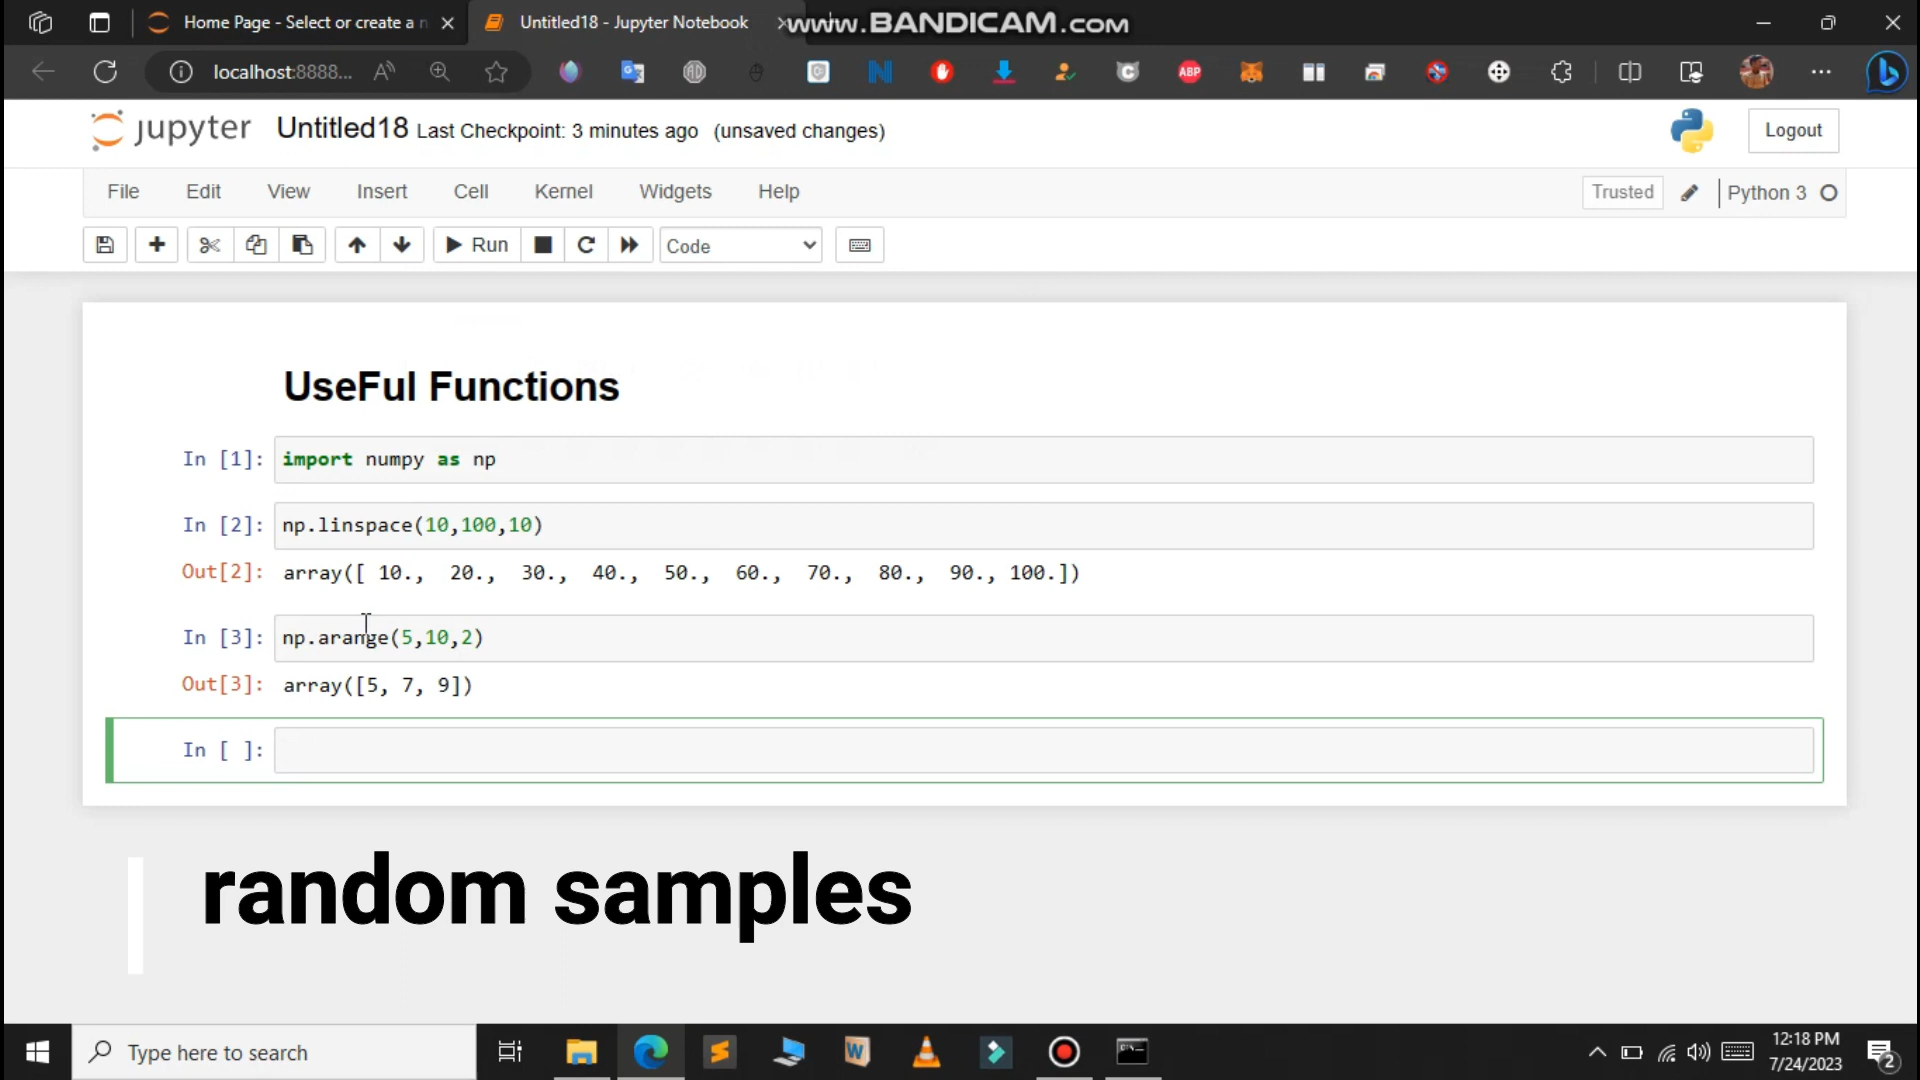 Home Page - Select or create a n
Untitled18 - Jupyter Notebook
www.BANDICAM.com
localhost:8888...
jupyter Untitled18 Last Checkpoint: 3 minutes ago (unsaved changes)
Logout
File Edit View Insert Cell Kernel Widgets Help
Trusted
Python 3
Run
Code
UseFul Functions
In [1]: import numpy as np
In [2]: np.linspace(10,100,10)
Out[2]: array([ 10., 20., 30., 40., 50., 60., 70., 80., 90., 100.])
In [3]: np.arange(5,10,2)
Out[3]: array([5, 7, 9])
In [ ]:
random samples
Type here to search
12:18 PM
7/24/2023
2